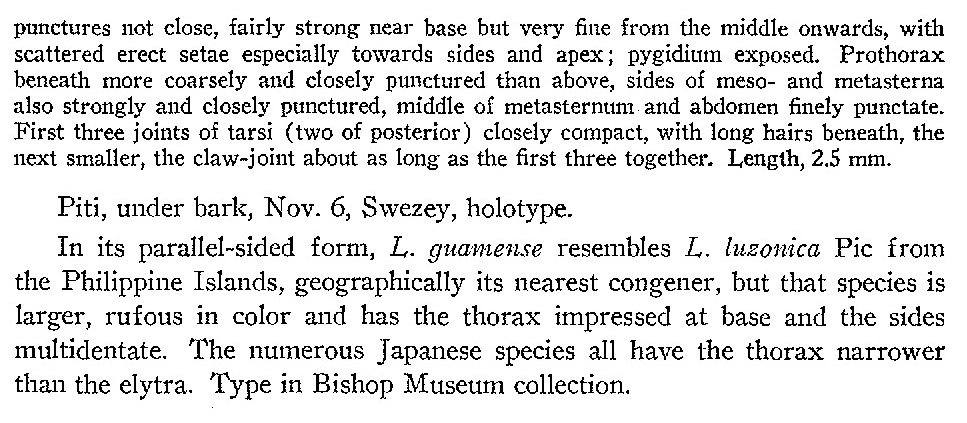 punctures not close, fairly strong near base but very fine from the middle onwards, with
scattered erect setae especially towards sides and apex; pygidium exposed. Prothorax
beneath more coarsely and closely punctured than above, sides of meso- and metasterna
also strongly and closely punctured, middle of metasternum and abdomen finely punctate.
First three joints of tarsi (two of posterior) closely compact, with long hairs beneath, the
next smaller, the claw-joint about as long as the first three together. Length, 2.5 mm.
Piti, under bark, Nov. 6, Swezey, holotype.
In its parallel-sided form, L. guamense resembles L. luzonica Pic from
the Philippine Islands, geographically its nearest congener, but that species is
larger, rufous in color and has the thorax impressed at base and the sides
multidentate. The numerous Japanese species all have the thorax narrower
than the elytra. Type in Bishop Museum collection.